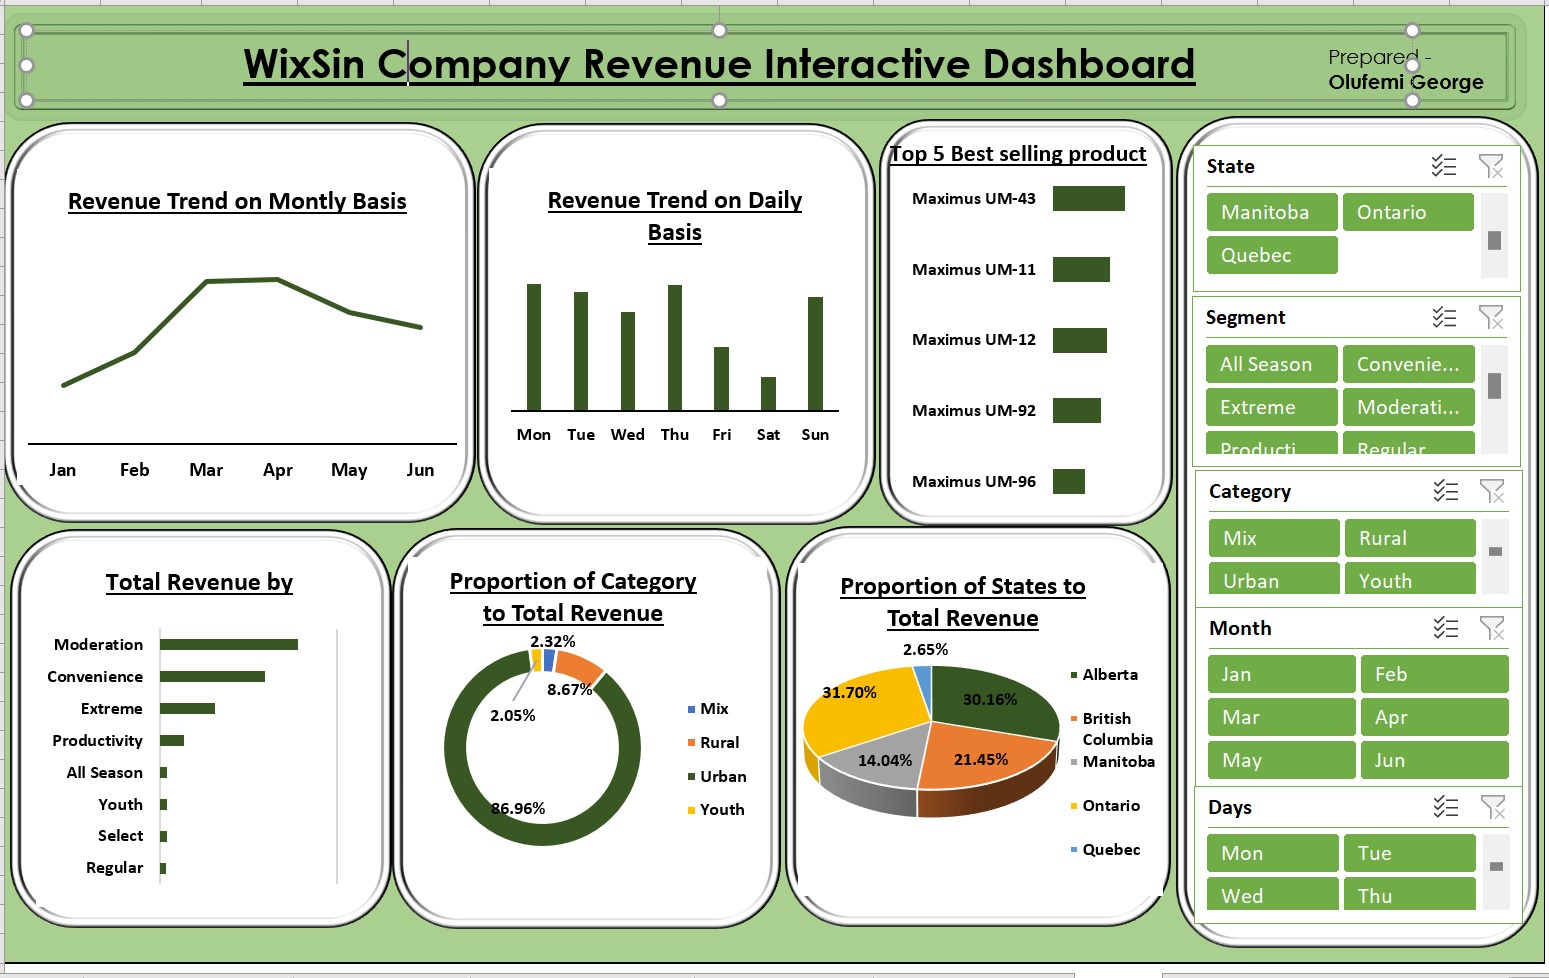 WixSin Company Revenue Interactive Dashboard
Prepared -
Olufemi George
Revenue Trend on Montly Basis
Jan Feb Mar Apr May Jun
Revenue Trend on Daily
Basis
Mon Tue Wed Thu Fri Sat Sun
Top 5 Best selling product
Maximus UM-43
Maximus UM-11
Maximus UM-12
Maximus UM-92
Maximus UM-96
Total Revenue by
Moderation
Convenience
Extreme
Productivity
All Season
Youth
Select
Regular
Proportion of Category
to Total Revenue
2.32%
8.67%
2.05%
86.96%
Mix
Rural
Urban
Youth
Proportion of States to
Total Revenue
2.65%
31.70%
30.16%
14.04%
21.45%
Alberta
British
Columbia
Manitoba
Ontario
Quebec
State
Manitoba Ontario
Quebec
Segment
All Season Convenie...
Extreme Moderati...
Producti Regular
Category
Mix Rural
Urban Youth
Month
Jan Feb
Mar Apr
May Jun
Days
Mon Tue
Wed Thu